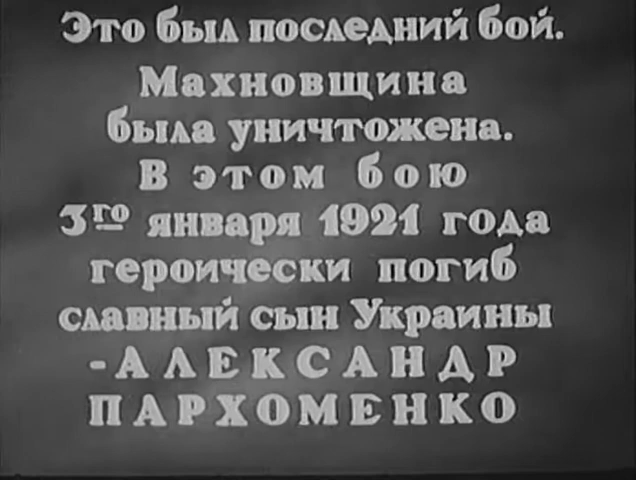 Это был последний бой.
Махновщина
была уничтожена.
В этом бою
3го января 1921 года
героически погиб
славный сын Украины
-АЛЕКСАНДР
ПАРХОМЕНКО